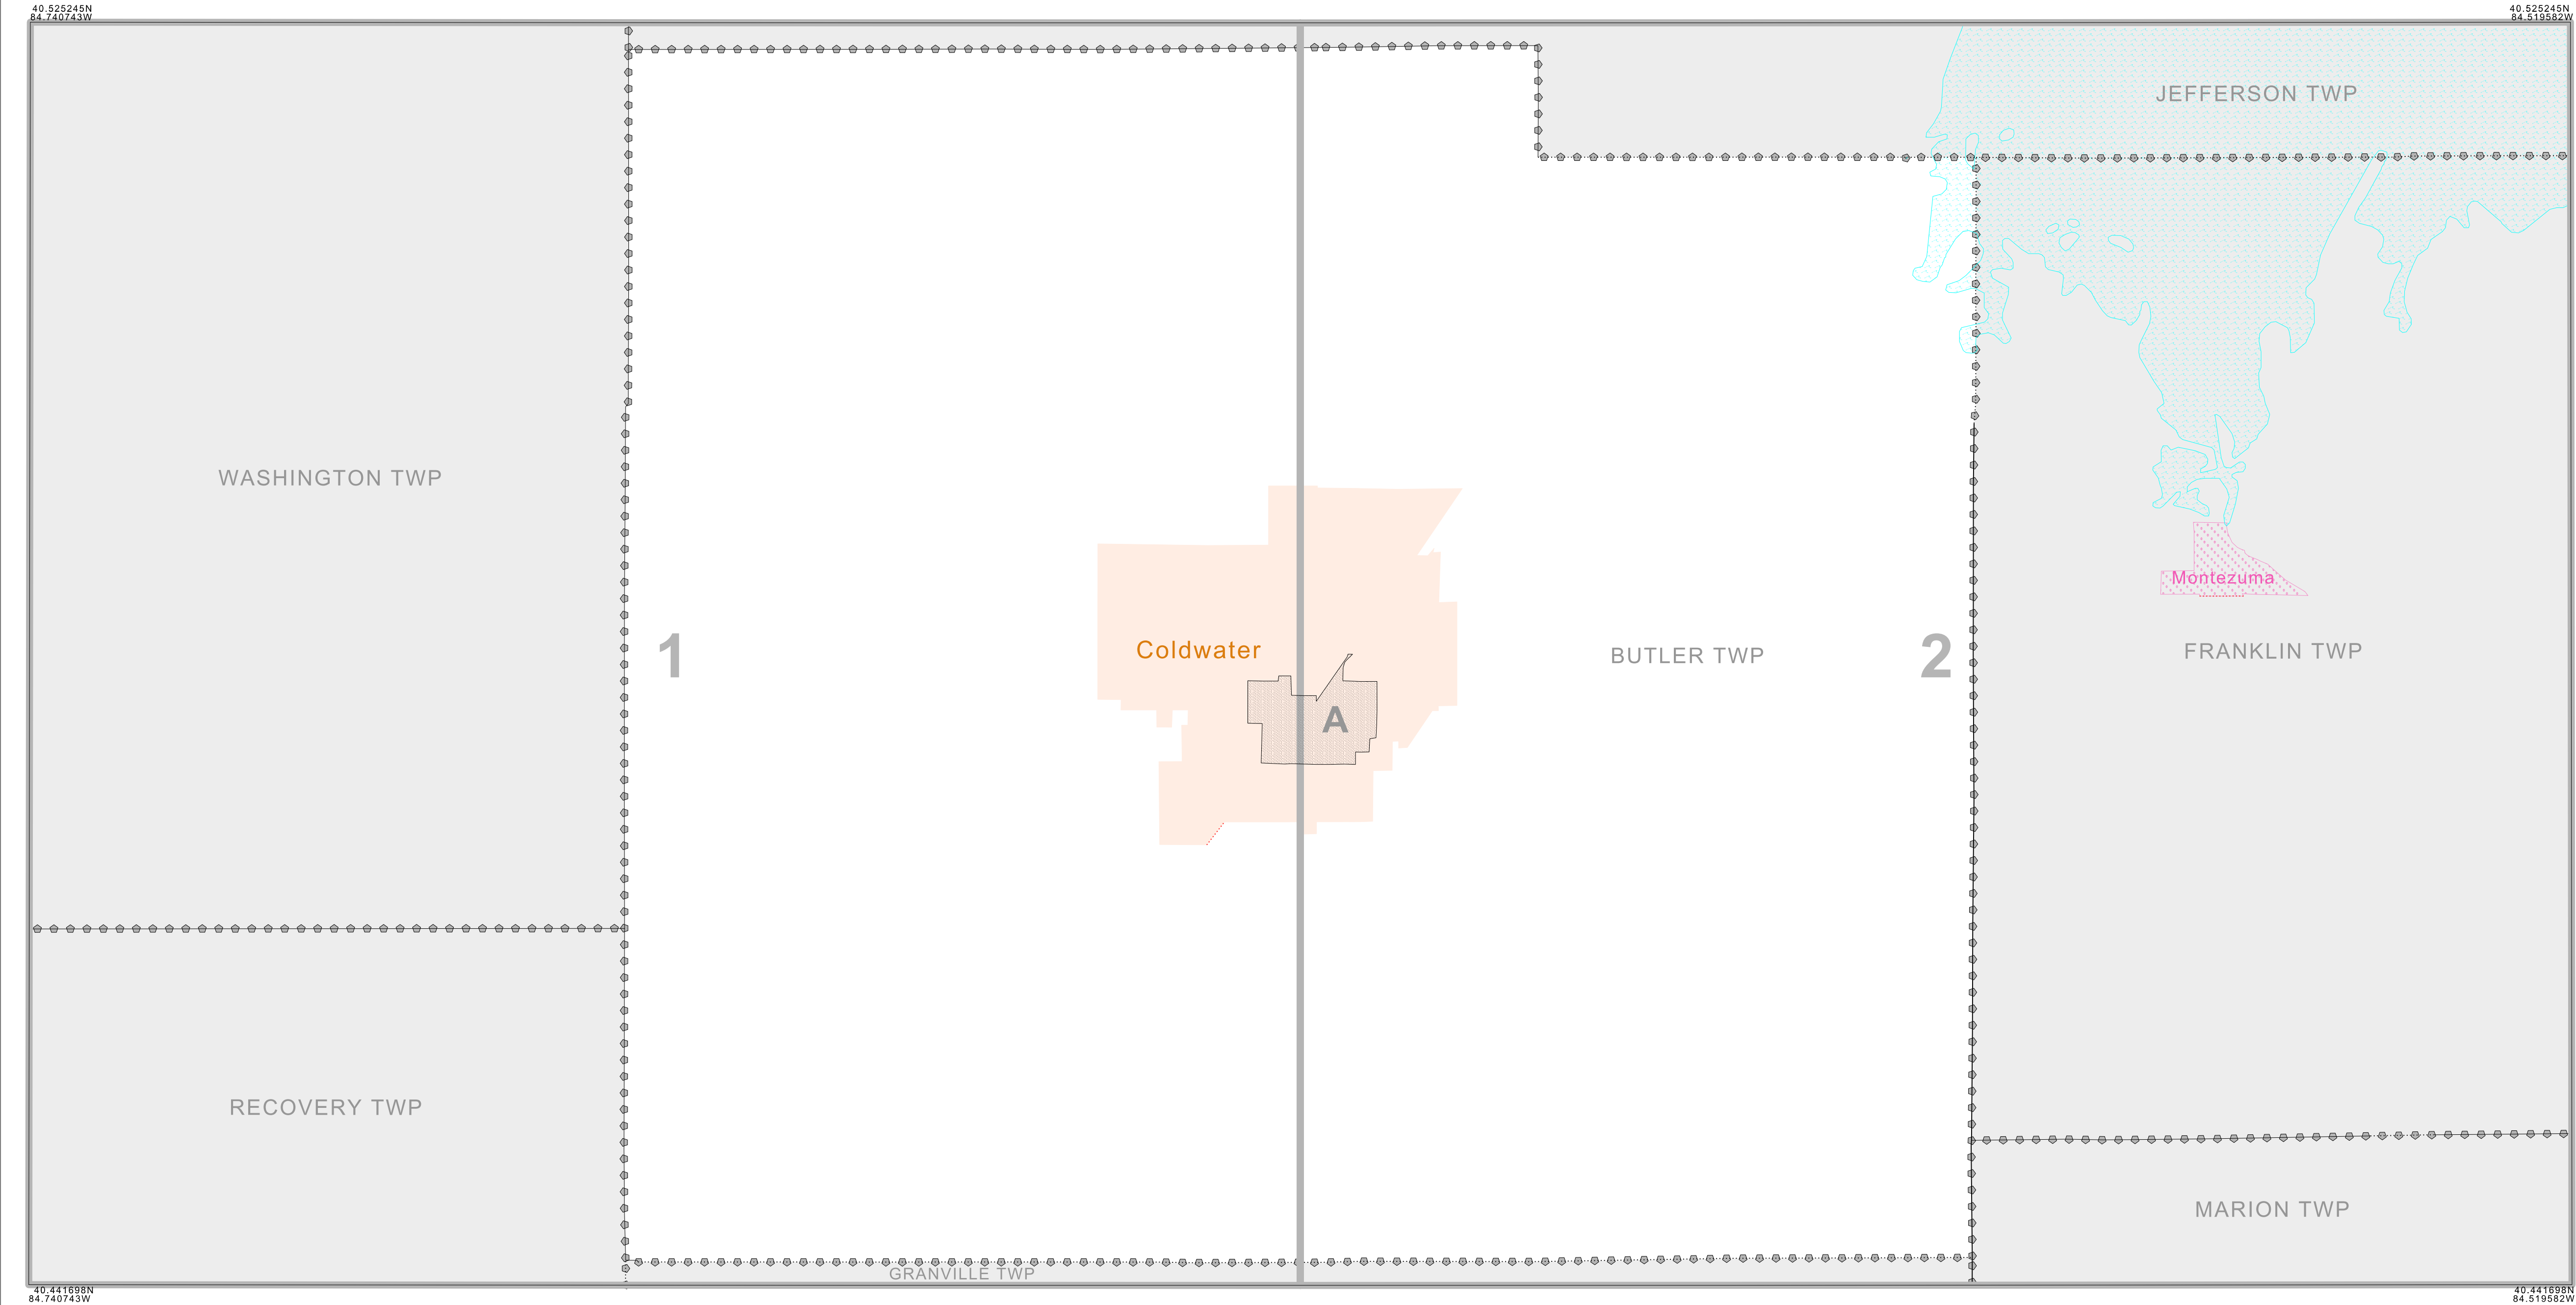 40.525245N
84.740743W
40.525245N
84.519582W
JEFFERSON TWP
WASHINGTON TWP
Montezuma
1
Coldwater
BUTLER TWP
2
FRANKLIN TWP
A
RECOVERY TWP
MARION TWP
GRANVILLE TWP
40.441698N
84.740743W
40.441698N
84.519582W